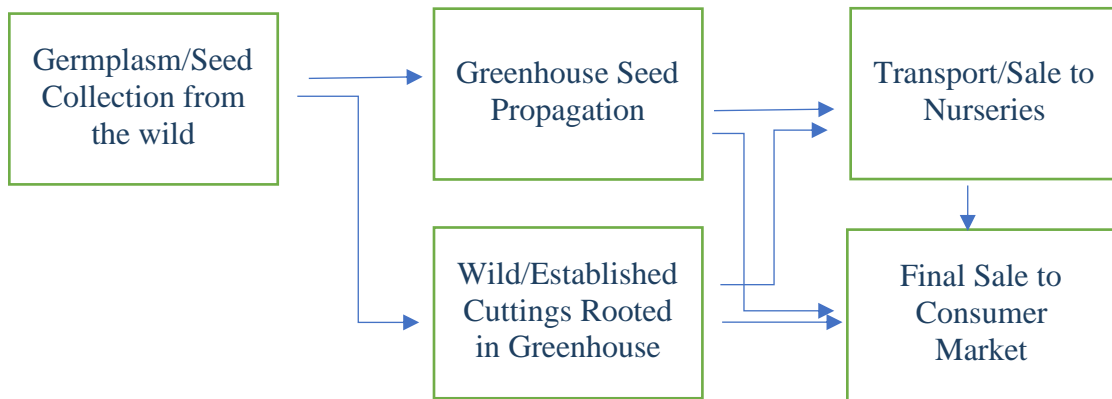 Germplasm/Seed
Collection from
the wild
Greenhouse Seed
Propagation
Transport/Sale to
Nurseries
Wild/Established
Cuttings Rooted
in Greenhouse
Final Sale to
Consumer
Market